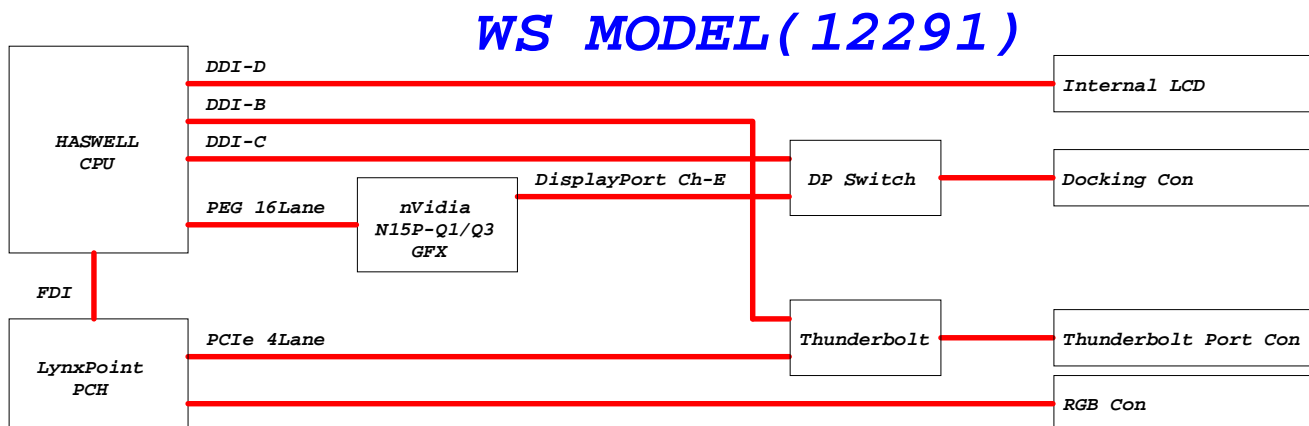 WS MODEL(12291)
DDI-D
Internal LCD
DDI-B
HASWELL
CPU
DDI-C
DP Switch
Docking Con
DisplayPort Ch-E
PEG 16Lane
nVidia
N15P-Q1/Q3
GFX
FDI
PCIe 4Lane
Thunderbolt
Thunderbolt Port Con
LynxPoint
PCH
RGB Con